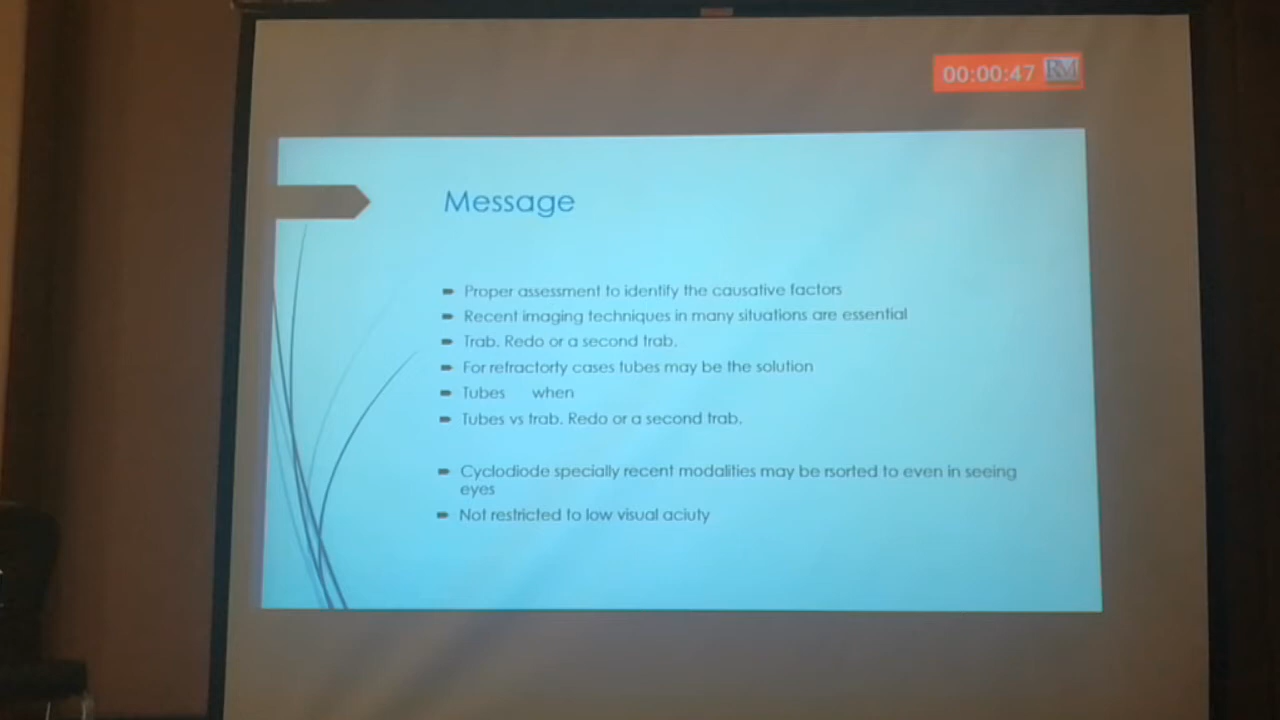 00:00:47 RM
Message
Proper assessment to identify the causative factors
Recent imaging techniques in many situations are essential
Trab. Redo or a second trab.
For refractorty cases tubes may be the solution
Tubes when
Tubes vs trab. Redo or a second trab.
Cyclodiode specially recent modalities may be rsorted to even in seeing
eyes
Not restricted to low visual aciuty